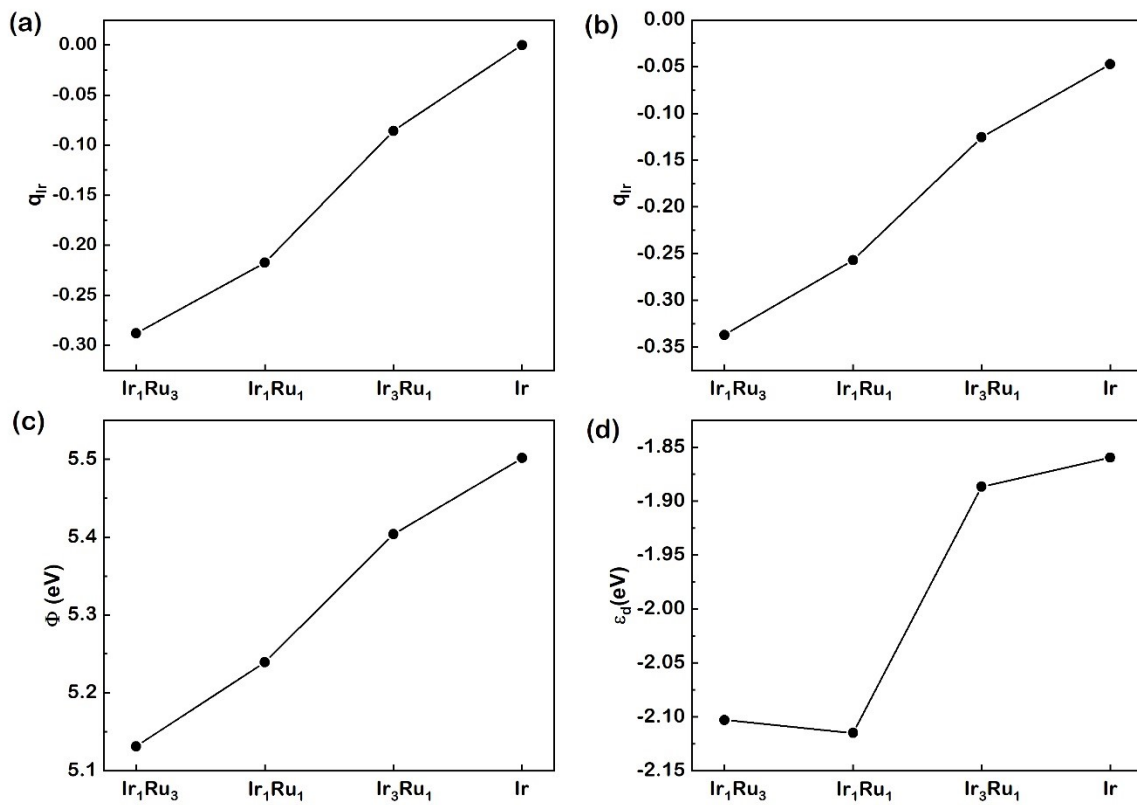 (a)
0.00
-0.05
-0.10
-0.15
-0.20
-0.25
-0.30
q_Ir
Ir₁Ru₃ Ir₁Ru₁ Ir₃Ru₁ Ir
(b)
0.00
-0.05
-0.10
-0.15
-0.20
-0.25
-0.30
-0.35
q_Ir
Ir₁Ru₃ Ir₁Ru₁ Ir₃Ru₁ Ir
(c)
5.5
5.4
5.3
5.2
5.1
Φ (eV)
Ir₁Ru₃ Ir₁Ru₁ Ir₃Ru₁ Ir
(d)
-1.85
-1.90
-1.95
-2.00
-2.05
-2.10
-2.15
ε_d(eV)
Ir₁Ru₃ Ir₁Ru₁ Ir₃Ru₁ Ir